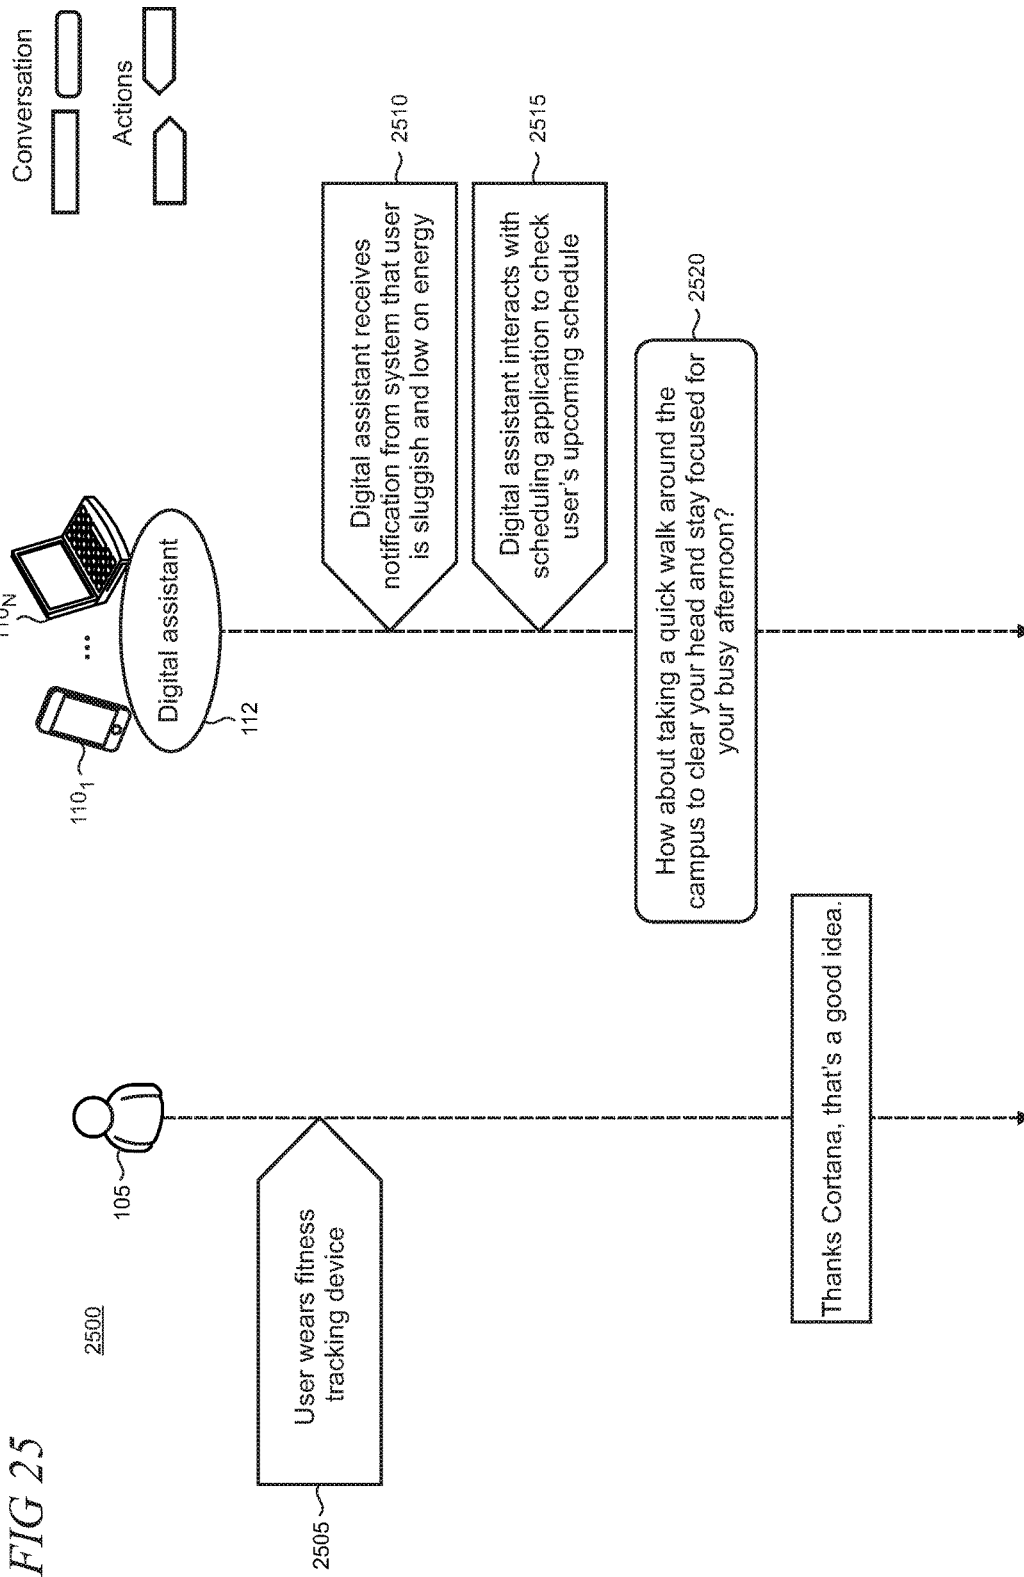 FIG 25
2500
Conversation
Actions
105
110₁
...
110N
Digital assistant
112
User wears fitness
tracking device
2505
Digital assistant receives
notification from system that user
is sluggish and low on energy
2510
Digital assistant interacts with
scheduling application to check
user's upcoming schedule
2515
How about taking a quick walk around the
campus to clear your head and stay focused for
your busy afternoon?
2520
Thanks Cortana, that's a good idea.